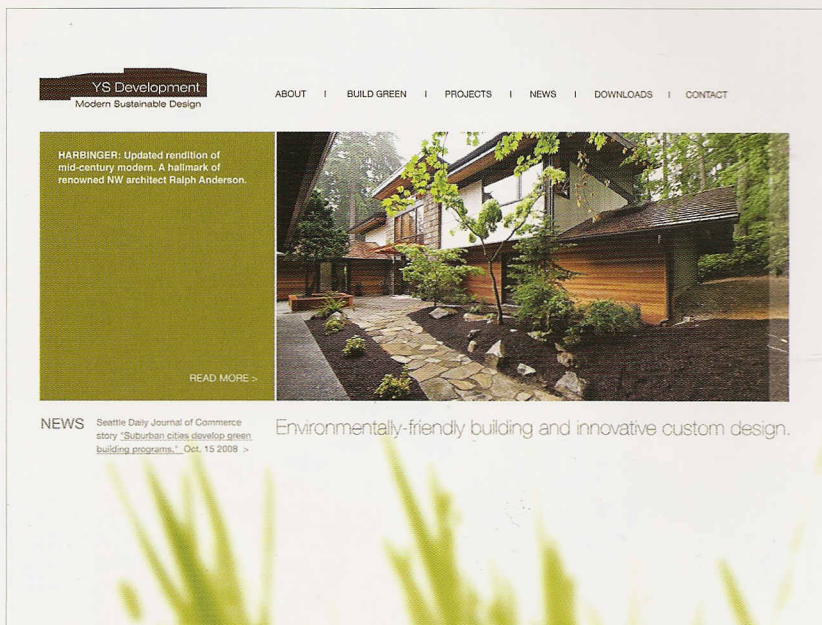 YS Development
Modern Sustainable Design
ABOUT | BUILD GREEN | PROJECTS | NEWS | DOWNLOADS | CONTACT
HARBINGER: Updated rendition of
mid-century modern. A hallmark of
renowned NW architect Ralph Anderson.
READ MORE >
NEWS
Seattle Daily Journal of Commerce
story "Suburban cities develop green
building programs," Oct. 15 2008 >
Environmentally-friendly building and innovative custom design.